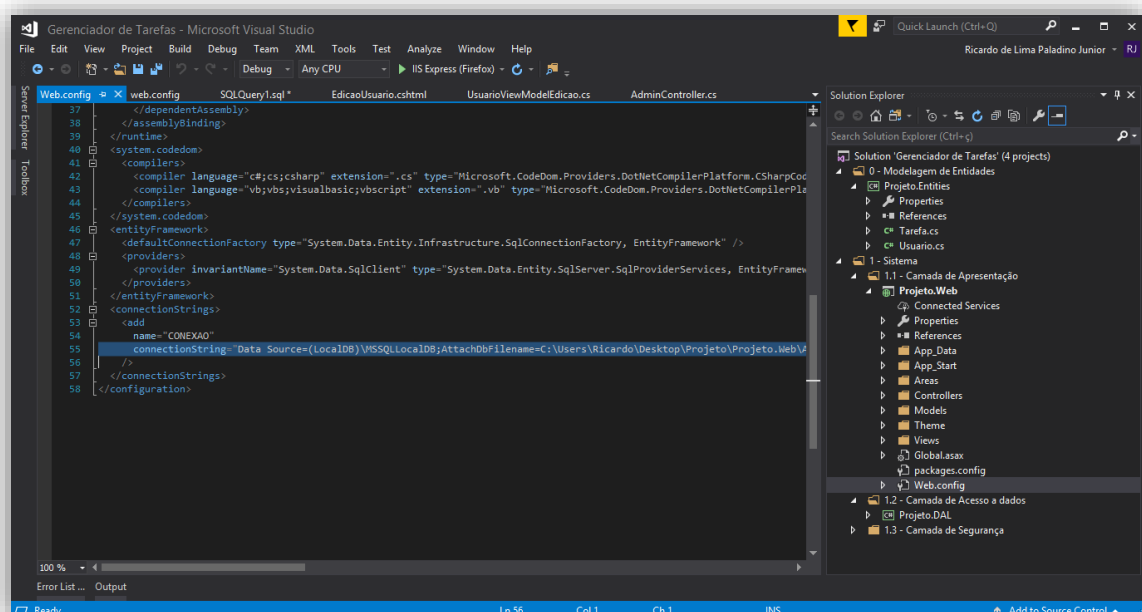 Gerenciador de Tarefas - Microsoft Visual Studio
Quick Launch (Ctrl+Q)
File Edit View Project Build Debug Team XML Tools Test Analyze Window Help
Ricardo de Lima Paladino Junior RJ
Debug Any CPU IIS Express (Firefox)
Server Explorer
Toolbox
Web.config web.config SQLQuery1.sql* EdicaoUsuario.cshtml UsuarioViewModelEdicao.cs AdminController.cs
37 </dependentAssembly>
38 </assemblyBinding>
39 </runtime>
40 <system.codedom>
41 <compilers>
42 <compiler language="c#;cs;csharp" extension=".cs" type="Microsoft.CodeDom.Providers.DotNetCompilerPlatform.CSharpCod
43 <compiler language="vb;vbs;visualbasic;vbscript" extension=".vb" type="Microsoft.CodeDom.Providers.DotNetCompilerPla
44 </compilers>
45 </system.codedom>
46 <entityFramework>
47 <defaultConnectionFactory type="System.Data.Entity.Infrastructure.SqlConnectionFactory, EntityFramework" />
48 <providers>
49 <provider invariantName="System.Data.SqlClient" type="System.Data.Entity.SqlServer.SqlProviderServices, EntityFramew
50 </providers>
51 </entityFramework>
52 <connectionStrings>
53 <add
54 name="CONEXAO"
55 connectionString="Data Source=(LocalDB)\MSSQLLocalDB;AttachDbFilename=C:\Users\Ricardo\Desktop\Projeto\Projeto.Web\A
56 />
57 </connectionStrings>
58 </configuration>
100 %
Solution Explorer
Search Solution Explorer (Ctrl+ç)
Solution 'Gerenciador de Tarefas' (4 projects)
0 - Modelagem de Entidades
Projeto.Entities
Properties
References
Tarefa.cs
Usuario.cs
1 - Sistema
1.1 - Camada de Apresentação
Projeto.Web
Connected Services
Properties
References
App_Data
App_Start
Areas
Controllers
Models
Theme
Views
Global.asax
packages.config
Web.config
1.2 - Camada de Acesso a dados
Projeto.DAL
1.3 - Camada de Segurança
Error List ... Output
Ready Ln 56 Col 1 Ch 1 INS Add to Source Control